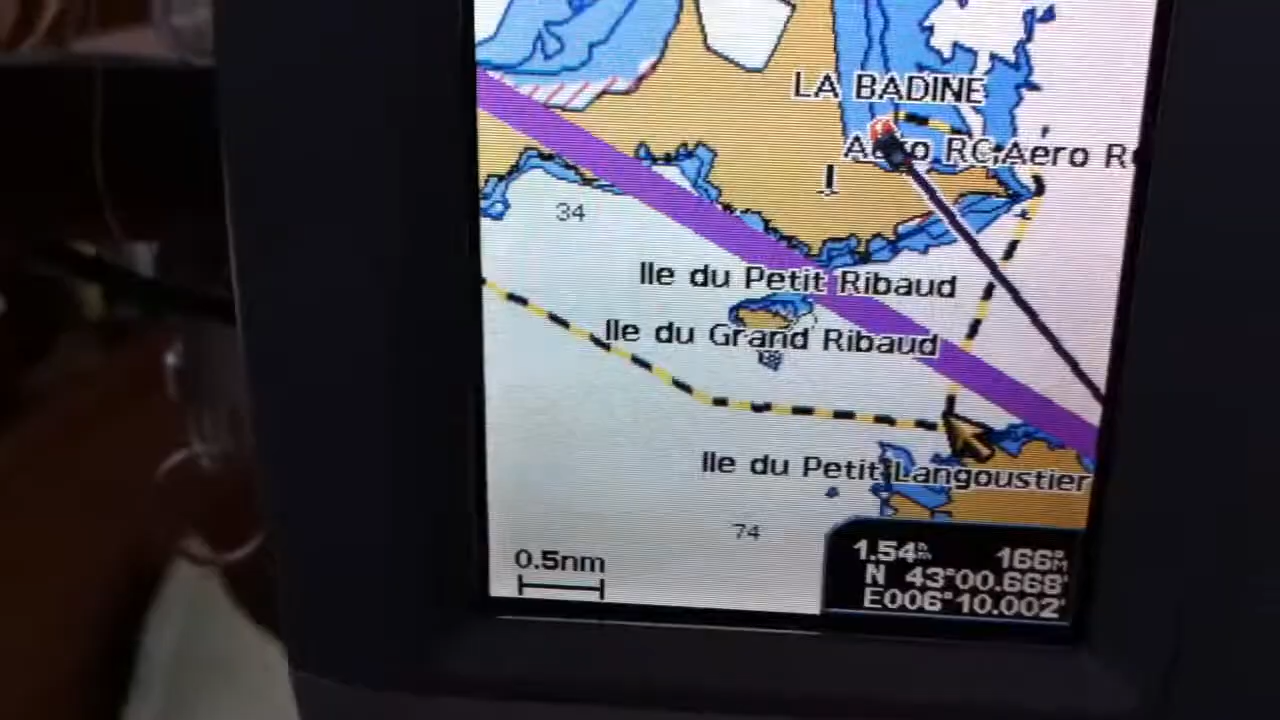 LA BADINE
Aero RC, Aero R
34
Ile du Petit Ribaud
Ile du Grand Ribaud
Ile du Petit Langoustier
74
0.5nm
1.54nm 166°M
N 43°00.668'
E006°10.002'